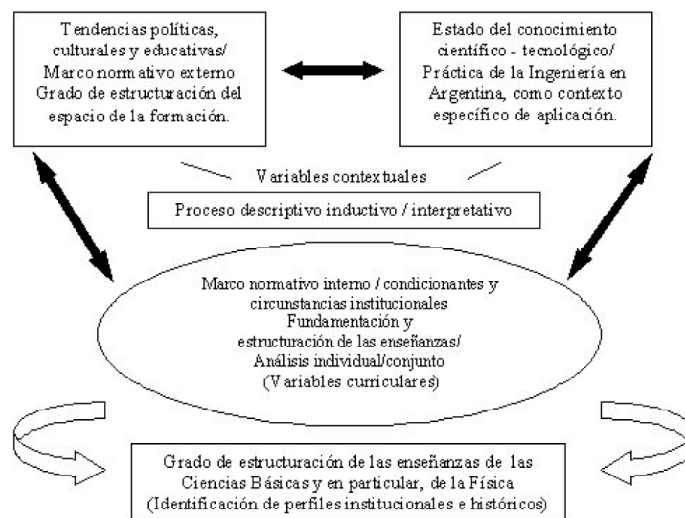 Tendencias políticas,
culturales y educativas/
Marco normativo externo
Grado de estructuración del
espacio de la formación.
Estado del conocimiento
científico - tecnológico/
Práctica de la Ingeniería en
Argentina, como contexto
específico de aplicación.
Variables contextuales
Proceso descriptivo inductivo / interpretativo
Marco normativo interno / condicionantes y
circunstancias institucionales
Fundamentación y
estructuración de las enseñanzas/
Análisis individual/conjunto
(Variables curriculares)
Grado de estructuración de las enseñanzas de las
Ciencias Básicas y en particular, de la Física
(Identificación de perfiles institucionales e históricos)